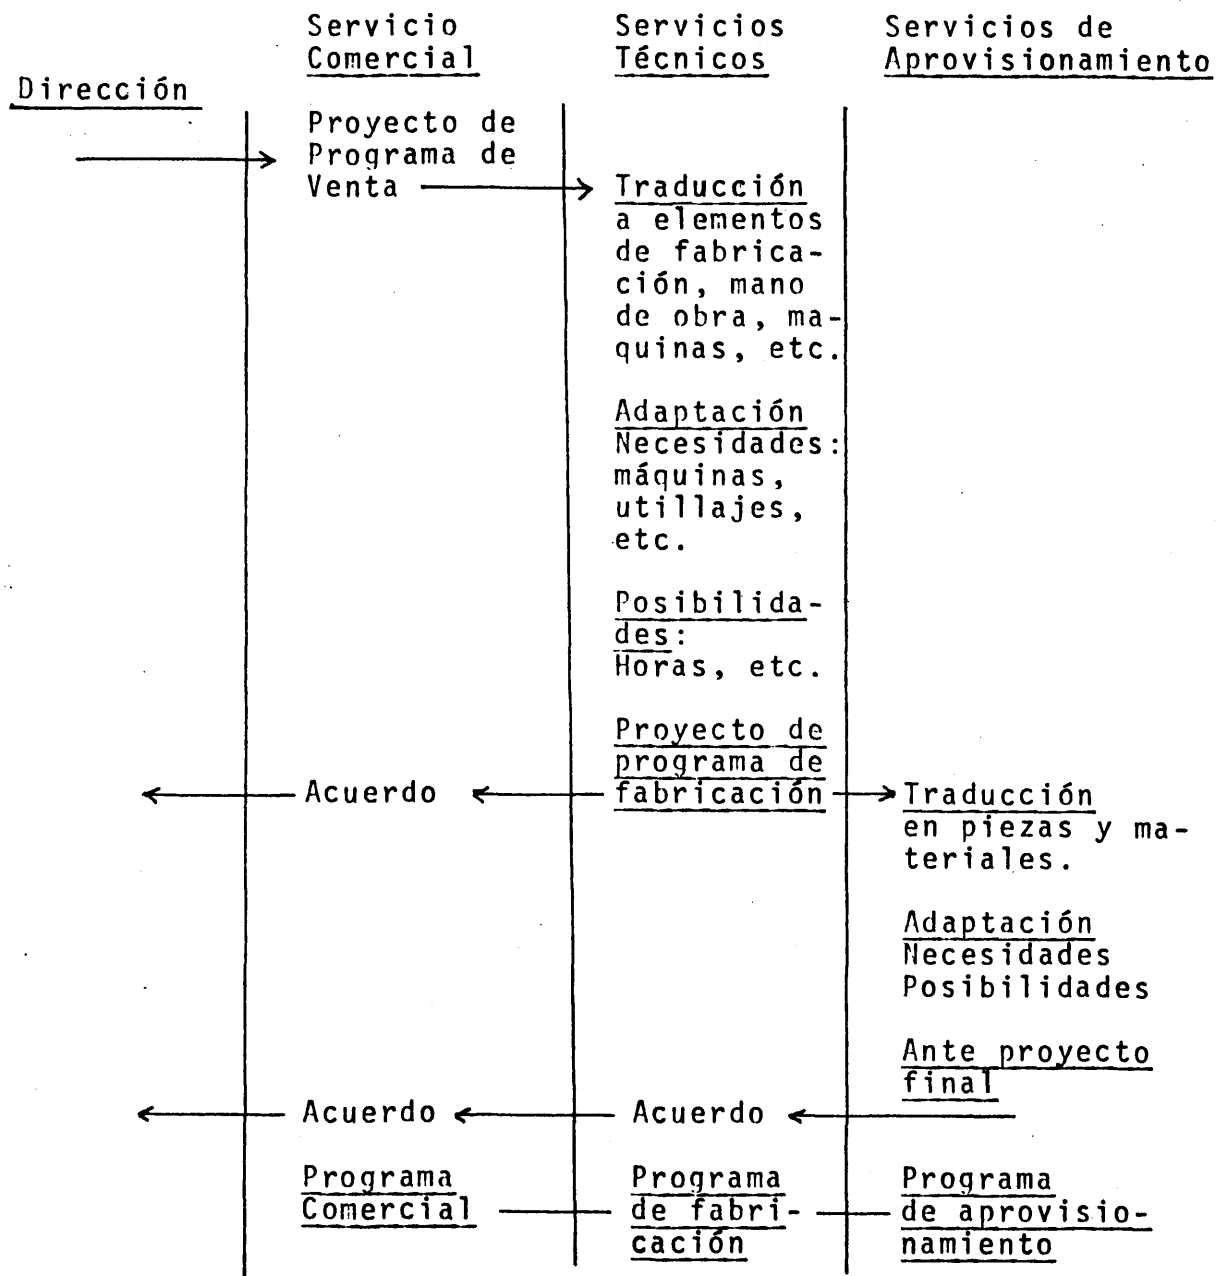 Servicio
Comercial
Servicios
Técnicos
Servicios de
Aprovisionamiento
Dirección
Proyecto de
Programa de
Venta
Traducción
a elementos
de fabrica-
ción, mano
de obra, ma-
quinas, etc.
Adaptación
Necesidades:
máquinas,
utillajes,
etc.
Posibilida-
des:
Horas, etc.
Proyecto de
programa de
fabricación
Acuerdo
Traducción
en piezas y ma-
teriales.
Adaptación
Necesidades
Posibilidades
Ante proyecto
final
Acuerdo
Acuerdo
Programa
Comercial
Programa
de fabri-
cación
Programa
de aprovisio-
namiento